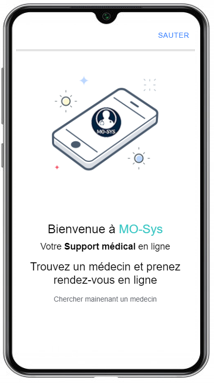 SAUTER
MO-SYS
Bienvenue à MO-Sys
Votre Support médical en ligne
Trouvez un médecin et prenez
rendez-vous en ligne
Chercher mainenant un medecin